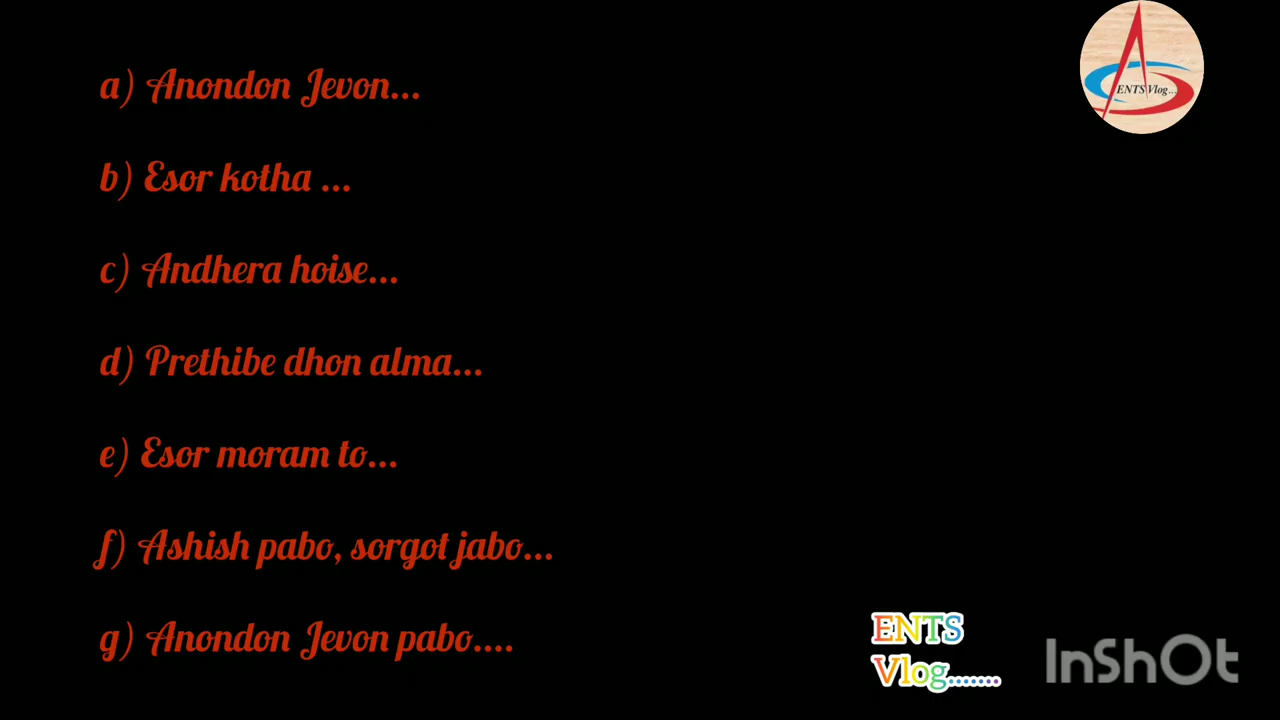 ENTS Vlog...
a) Anondon Jevon...
b) Esor kotha ...
c) Andhera hoise...
d) Prethibe dhon alma...
e) Esor moram to...
f) Ashish pabo, sorgot jabo...
g) Anondon Jevon pabo....
ENTS
Vlog.......
InShOt